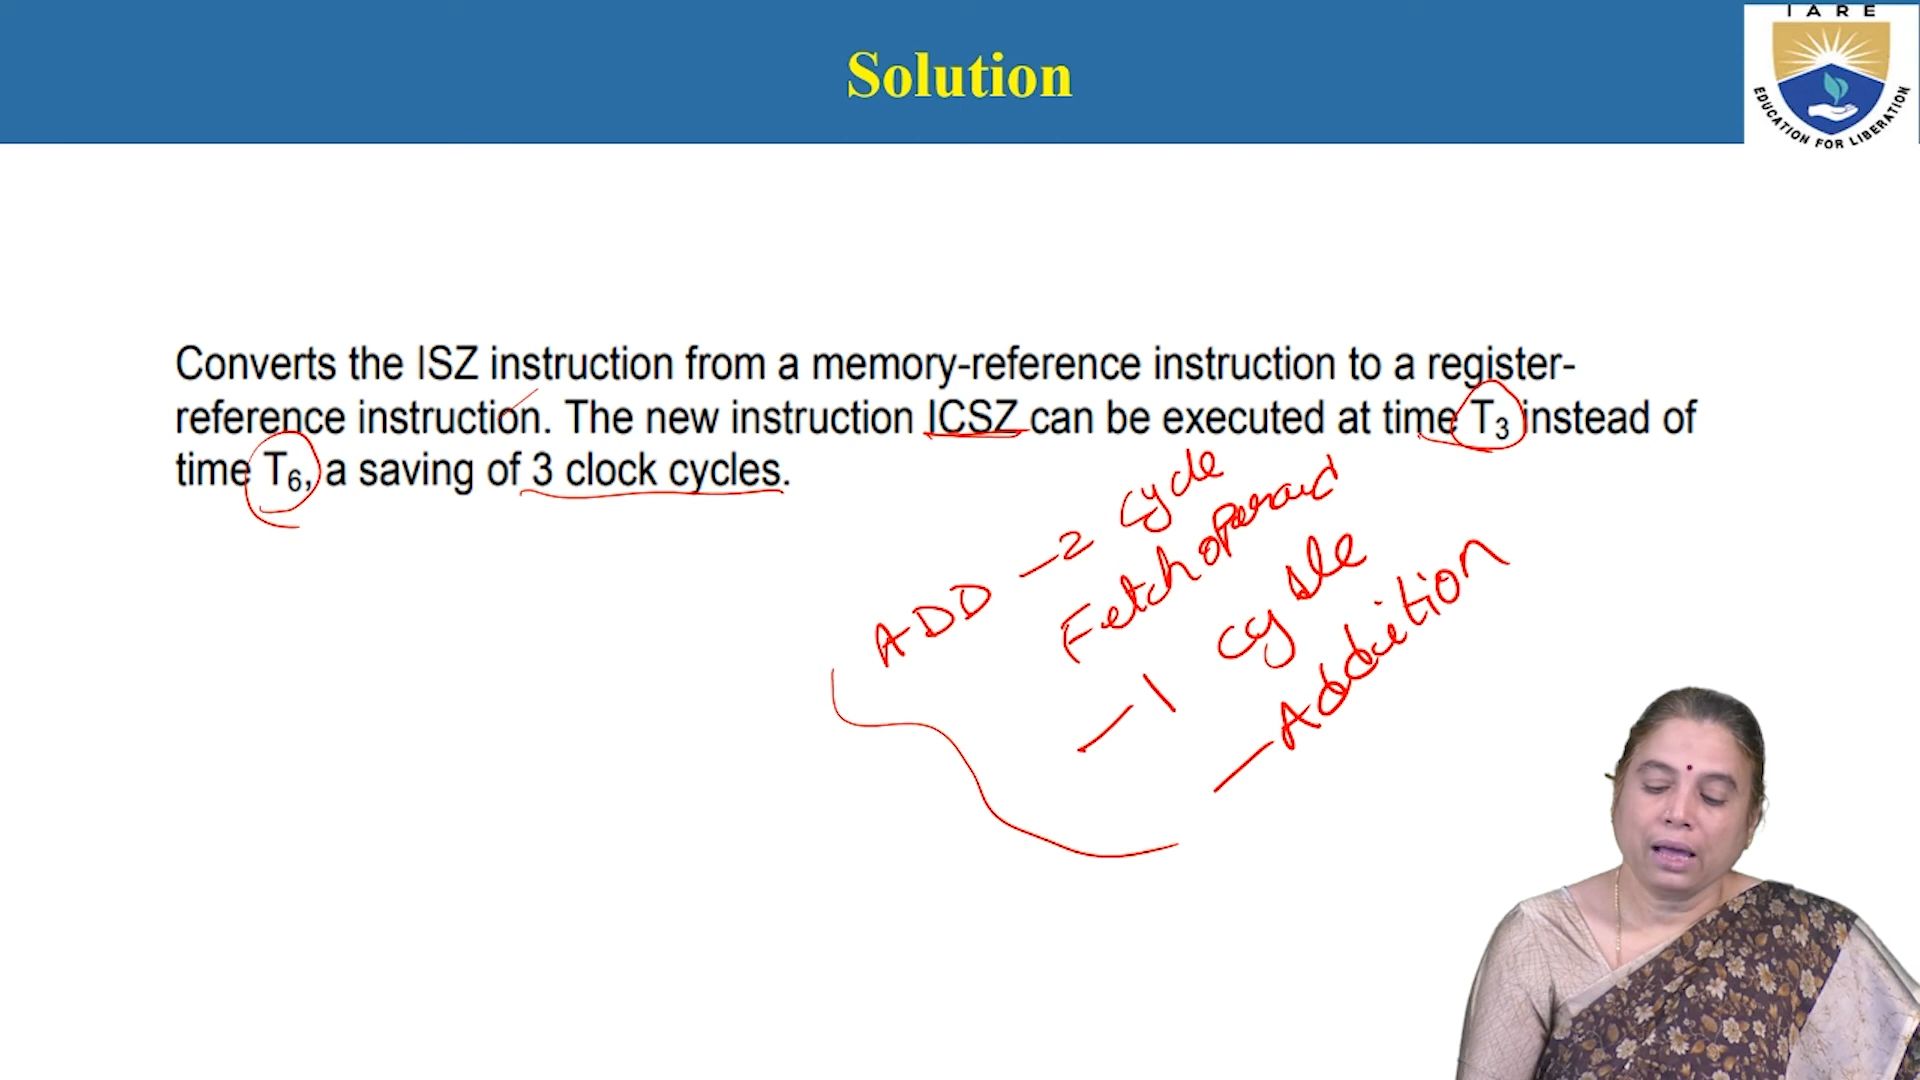 Solution
IARE
EDUCATION FOR LIBERATION
Converts the ISZ instruction from a memory-reference instruction to a register-
reference instruction. The new instruction ICSZ can be executed at time T3 instead of
time T6, a saving of 3 clock cycles.
ADD - 2 cycle
Fetch operand
- 1 cycle
- Addition